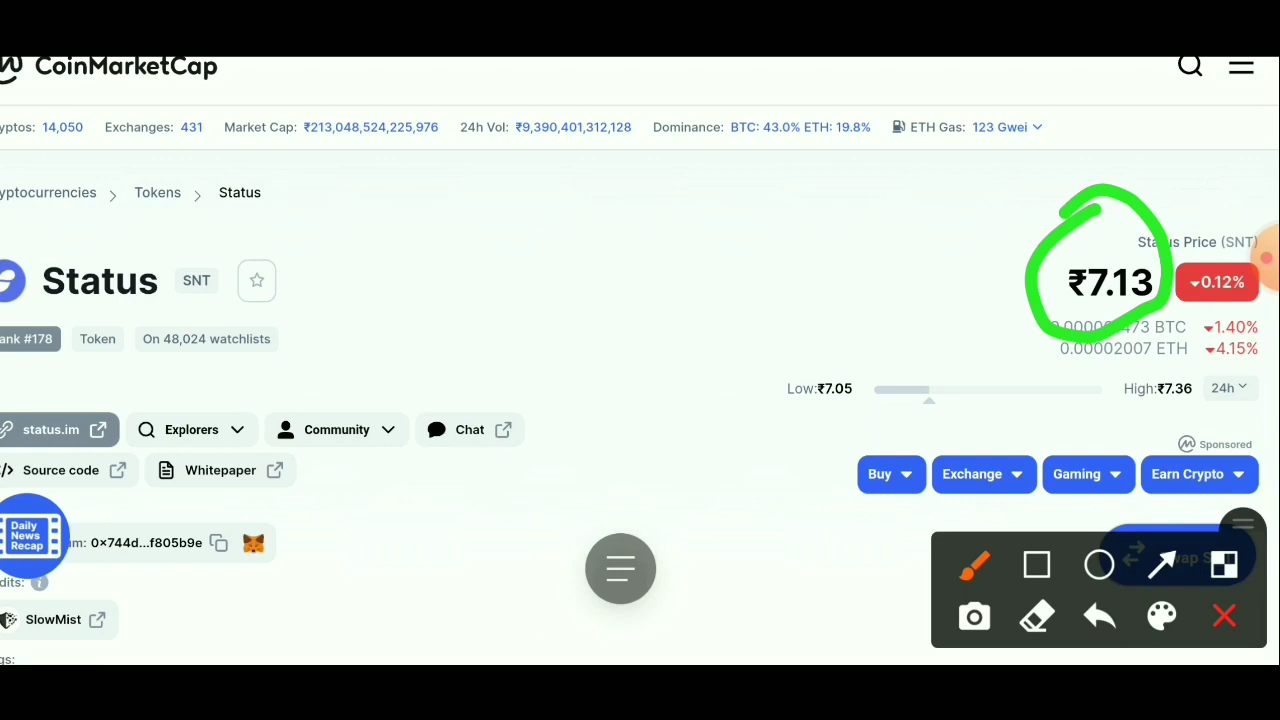 CoinMarketCap
yptos: 14,050 Exchanges: 431 Market Cap: ₹213,048,524,225,976 24h Vol: ₹9,390,401,312,128 Dominance: BTC: 43.0% ETH: 19.8% ETH Gas: 123 Gwei
yptocurrencies > Tokens > Status
Status Price (SNT)
Status SNT ₹7.13 0.12%
BTC 1.40%
ank #178 Token On 48,024 watchlists
0.00002007 ETH 4.15%
Low:₹7.05 High:₹7.36 24h
status.im Explorers Community Chat
Sponsored
Source code Whitepaper Buy Exchange Gaming Earn Crypto
Daily
News
Recap
m: 0x744d...f805b9e
dits:
SlowMist
gs: